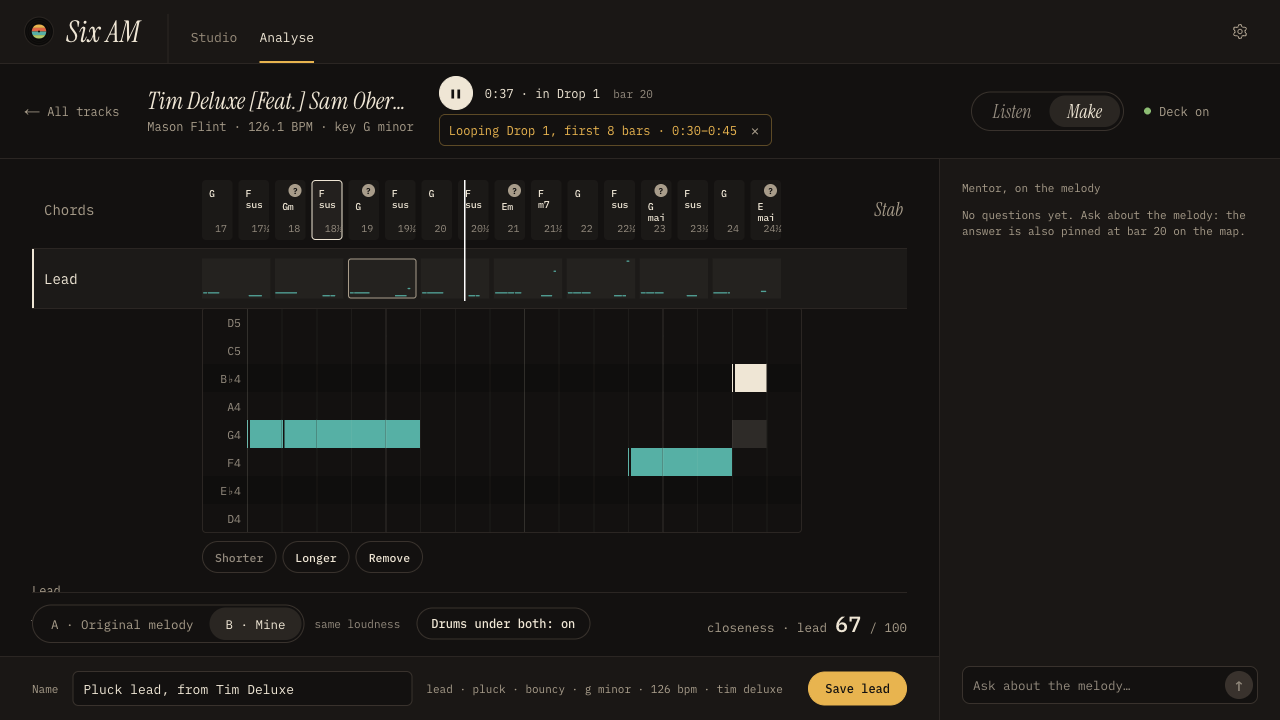 Six AM
Studio
Analyse
← All tracks
Tim Deluxe [Feat.] Sam Ober…
Mason Flint · 126.1 BPM · key G minor
0:37 · in Drop 1 bar 20
Looping Drop 1, first 8 bars · 0:30–0:45 ×
Listen
Make
Deck on
Chords
G 17
F sus 17½
? Gm 18
F sus 18½
? G 19
F sus 19½
G 20
F sus 20½
? Em 21
F m7 21½
G 22
F sus 22½
? G maj 23
F sus 23½
G 24
? E maj 24½
Stab
Lead
D5
C5
B♭4
A4
G4
F4
E♭4
D4
Shorter
Longer
Remove
Lead
A · Original melody
B · Mine
same loudness
Drums under both: on
closeness · lead 67 / 100
Name
Pluck lead, from Tim Deluxe
lead · pluck · bouncy · g minor · 126 bpm · tim deluxe
Save lead
Mentor, on the melody
No questions yet. Ask about the melody: the
answer is also pinned at bar 20 on the map.
Ask about the melody…
↑